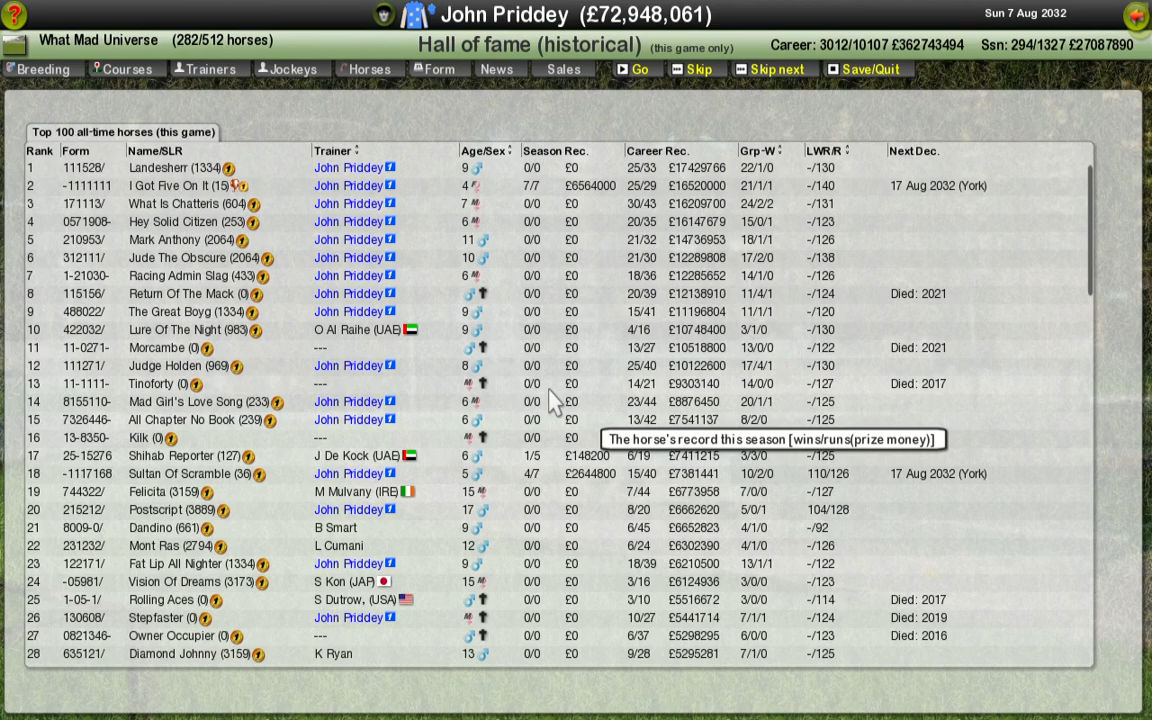 John Priddey (£72,948,061)
Sun 7 Aug 2032
What Mad Universe (282/512 horses)
Hall of fame (historical) (this game only)
Career: 3012/10107 £362743494 Ssn: 294/1327 £27087890
Breeding Courses Trainers Jockeys Horses Form News Sales Go Skip Skip next Save/Quit
Top 100 all-time horses (this game)
Rank Form Name/SLR Trainer Age/Sex Season Rec. Career Rec. Grp-W LWR/R Next Dec.
1 111528/ Landesherr (1334) John Priddey 9 0/0 £0 25/33 £17429766 22/1/0 -/130
2 -1111111 I Got Five On It (15) John Priddey 4 7/7 £6564000 25/29 £16520000 21/1/1 -/140 17 Aug 2032 (York)
3 171113/ What Is Chatteris (604) John Priddey 7 0/0 £0 30/43 £16209700 24/2/2 -/131
4 0571908- Hey Solid Citizen (253) John Priddey 6 0/0 £0 20/35 £16147679 15/0/1 -/123
5 210953/ Mark Anthony (2064) John Priddey 11 0/0 £0 21/32 £14736953 18/1/1 -/126
6 312111/ Jude The Obscure (2064) John Priddey 10 0/0 £0 21/30 £12289808 17/2/0 -/138
7 1-21030- Racing Admin Slag (433) John Priddey 6 0/0 £0 18/36 £12285652 14/1/0 -/126
8 115156/ Return Of The Mack (0) John Priddey 0/0 £0 20/39 £12138910 11/4/1 -/124 Died: 2021
9 488022/ The Great Boyg (1334) John Priddey 9 0/0 £0 15/41 £11196804 11/1/1 -/120
10 422032/ Lure Of The Night (983) O Al Raihe (UAE) 9 0/0 £0 4/16 £10748400 3/1/0 -/130
11 11-0271- Morcambe (0) --- 0/0 £0 13/27 £10518800 13/0/0 -/122 Died: 2021
12 111271/ Judge Holden (969) John Priddey 8 0/0 £0 25/40 £10122600 17/4/1 -/130
13 11-1111- Tinoforty (0) --- 0/0 £0 14/21 £9303140 14/0/0 -/127 Died: 2017
14 8155110- Mad Girl's Love Song (233) John Priddey 6 0/0 £0 23/44 £8876450 20/1/1 -/125
15 7326446- All Chapter No Book (239) John Priddey 6 0/0 £0 13/42 £7541137 8/2/0 -/125
16 13-8350- Kilk (0) --- 0/0 £0
The horse's record this season [wins/runs(prize money)]
17 25-15276 Shihab Reporter (127) J De Kock (UAE) 6 1/5 £148200 6/19 £7411215 3/3/0 -/125
18 -1117168 Sultan Of Scramble (36) John Priddey 5 4/7 £2644800 15/40 £7381441 10/2/0 110/126 17 Aug 2032 (York)
19 744322/ Felicita (3159) M Mulvany (IRE) 15 0/0 £0 7/44 £6773958 7/0/0 -/127
20 215212/ Postscript (3889) John Priddey 17 0/0 £0 8/20 £6662620 5/0/1 104/128
21 8009-0/ Dandino (661) B Smart 9 0/0 £0 6/45 £6652823 4/1/0 -/92
22 231232/ Mont Ras (2794) L Cumani 12 0/0 £0 6/24 £6302390 4/1/0 -/126
23 122171/ Fat Lip All Nighter (1334) John Priddey 9 0/0 £0 18/39 £6210500 13/1/1 -/122
24 -05981/ Vision Of Dreams (3173) S Kon (JAP) 15 0/0 £0 3/16 £6124936 3/0/0 -/123
25 1-05-1/ Rolling Aces (0) S Dutrow, (USA) 0/0 £0 3/10 £5516672 3/0/0 -/114 Died: 2017
26 130608/ Stepfaster (0) John Priddey 0/0 £0 10/27 £5441714 7/1/1 -/124 Died: 2019
27 0821346- Owner Occupier (0) --- 0/0 £0 6/37 £5298295 6/0/0 -/123 Died: 2016
28 635121/ Diamond Johnny (3159) K Ryan 13 0/0 £0 9/28 £5295281 7/1/0 -/125